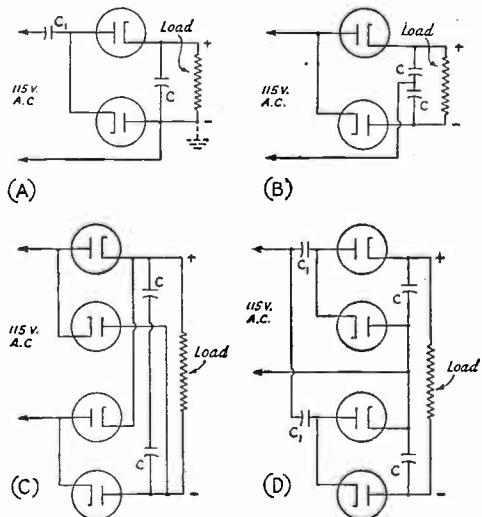 C₁
Load
+
115 V.
A.C.
C
-
(A)
Load
+
115 V.
A.C.
C
C
-
(B)
+
C
115 V.
A.C
Load
C
-
(C)
+
C₁
C
115 V.
A.C.
Load
C₁
C
-
(D)